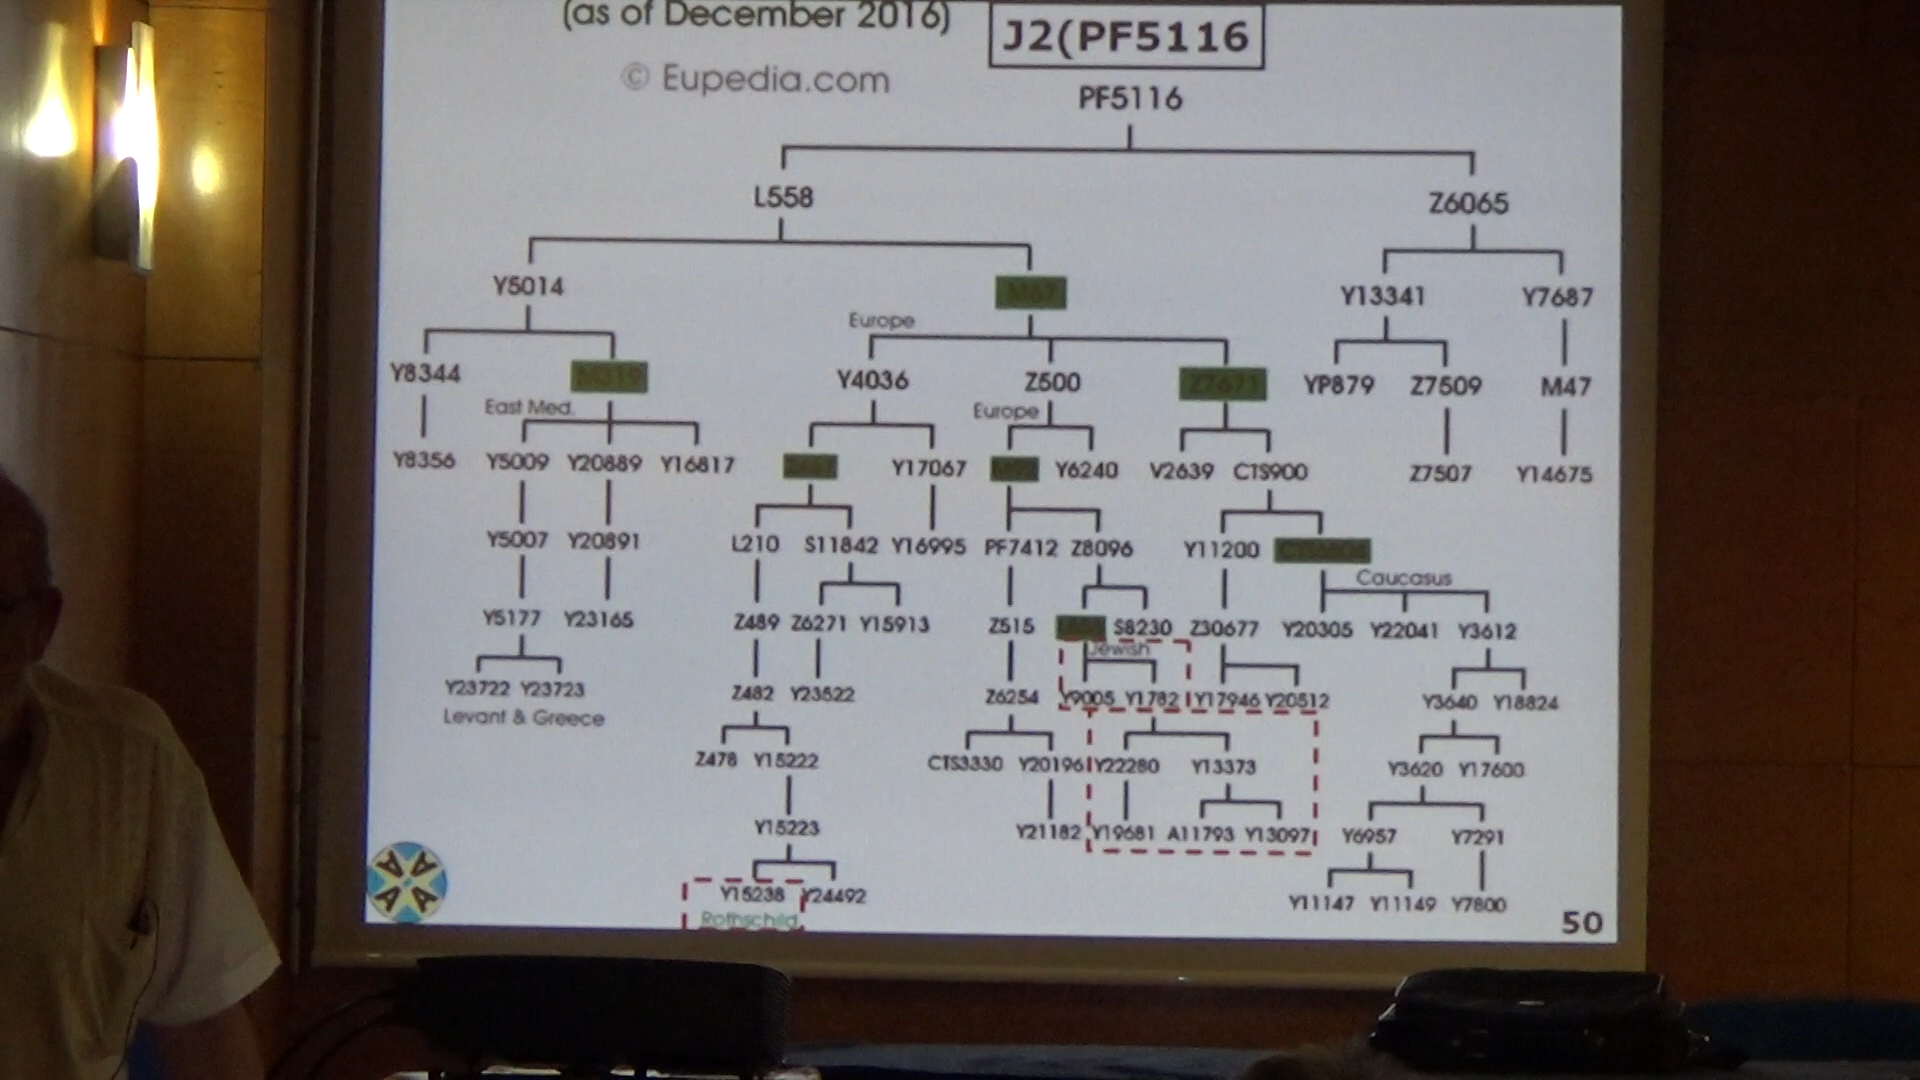 (as of December 2016)
J2(PF5116
© Eupedia.com
PF5116
L558 Z6065
Y5014 M67 Y13341 Y7687
Europe
Y8344 M319 Y4036 Z500 Z7671 YP879 Z7509 M47
East Med. Europe
Y8356 Y5009 Y20889 Y16817 Y17067 M92 Y6240 V2639 CTS900 Z7507 Y14675
Y5007 Y20891 L210 S11842 Y16995 PF7412 Z8096 Y11200
Caucasus
Y5177 Y23165 Z489 Z6271 Y15913 Z515 S8230 Z30677 Y20305 Y22041 Y3612
Jewish
Y23722 Y23723 Z482 Y23522 Z6254 Y9005 Y1782 Y17946 Y20512 Y3640 Y18824
Levant & Greece
Z478 Y15222 CTS3330 Y20196 Y22280 Y13373 Y3620 Y17600
Y15223 Y21182 Y19681 A11793 Y13097 Y6957 Y7291
Y15238 Y24492 Y11147 Y11149 Y7800
Rothschild
50